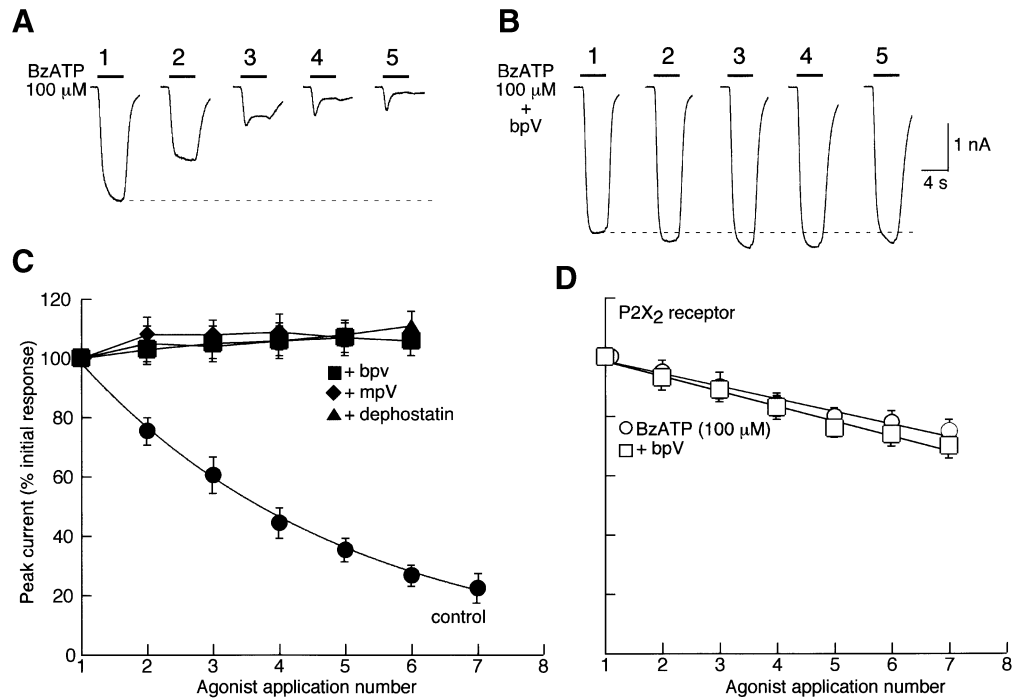 A
1 2 3 4 5
BzATP
100 µM
B
1 2 3 4 5
BzATP
100 µM
+
bpV
1 nA
4 s
C
120
100
80
60
40
20
0
Peak current (% initial response)
+ bpv
+ mpV
+ dephostatin
control
1 2 3 4 5 6 7 8
Agonist application number
D
P2X2 receptor
BzATP (100 µM)
+ bpV
1 2 3 4 5 6 7 8
Agonist application number